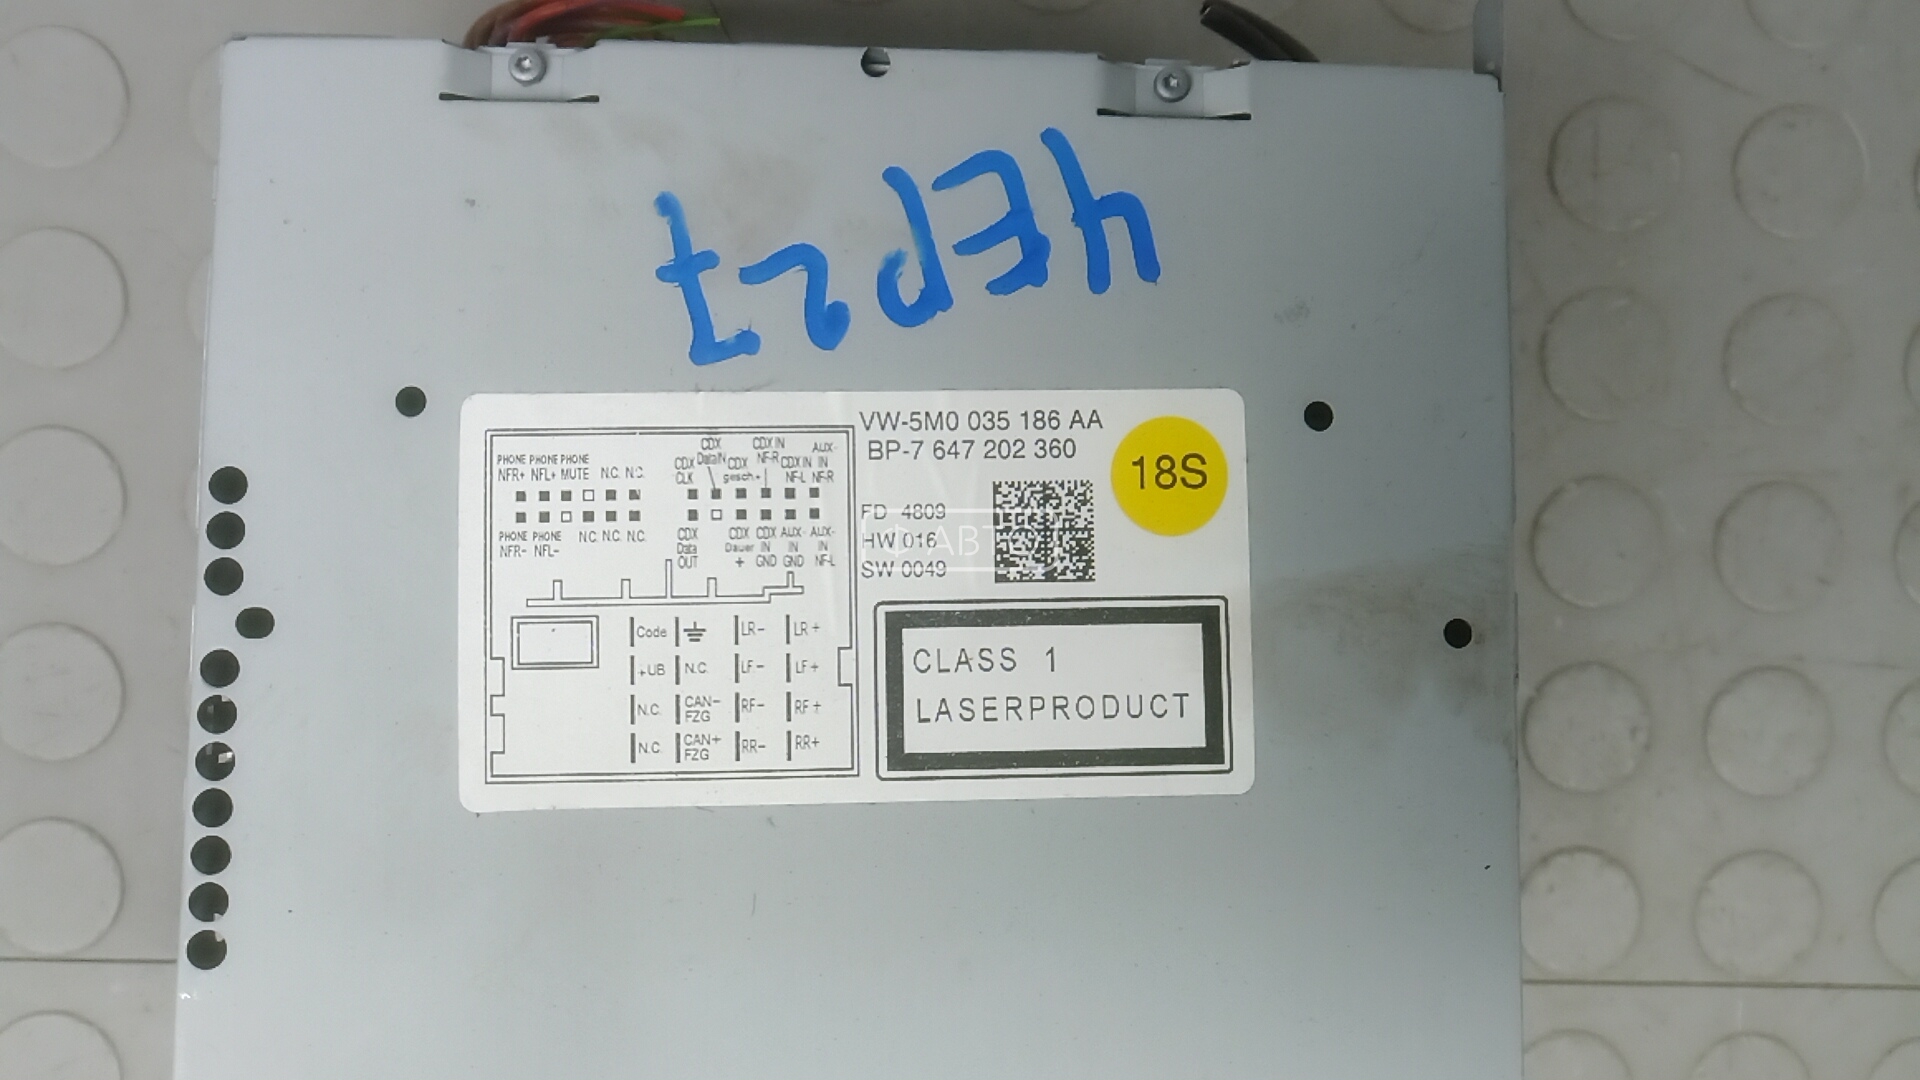 VW-5M0 035 186 AA
BP-7 647 202 360
18S
FD 4809
HW 016
SW 0049
Ф АВТО
CLASS 1
LASERPRODUCT
CDX CDX IN AUX-
PHONE PHONE PHONE CDX DataIN CDX NF-R CDX IN IN
NFR+ NFL+ MUTE N.C. N.C. CLK gesch.+ NF-L NF-R
PHONE PHONE N.C. N.C. N.C. CDX CDX CDX AUX- AUX-
NFR- NFL- Data Dauer IN IN IN
OUT + GND GND NF-L
Code LR- LR+
+UB N.C. LF- LF+
N.C. CAN- FZG RF- RF+
N.C. CAN+ FZG RR- RR+